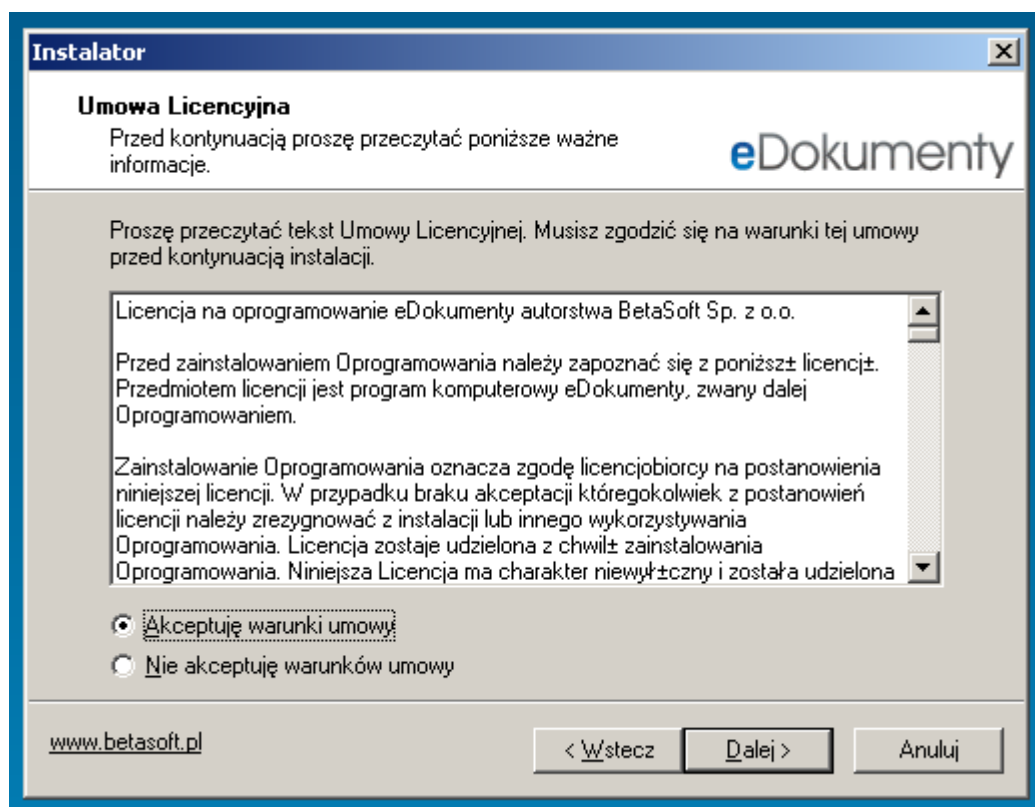 Instalator
Umowa Licencyjna
Przed kontynuacją proszę przeczytać poniższe ważne
informacje.
eDokumenty
Proszę przeczytać tekst Umowy Licencyjnej. Musisz zgodzić się na warunki tej umowy
przed kontynuacją instalacji.
Licencja na oprogramowanie eDokumenty autorstwa BetaSoft Sp. z o.o.
Przed zainstalowaniem Oprogramowania należy zapoznać się z poniższ± licencj±.
Przedmiotem licencji jest program komputerowy eDokumenty, zwany dalej
Oprogramowaniem.
Zainstalowanie Oprogramowania oznacza zgodę licencjobiorcy na postanowienia
niniejszej licencji. W przypadku braku akceptacji któregokolwiek z postanowień
licencji należy zrezygnować z instalacji lub innego wykorzystywania
Oprogramowania. Licencja zostaje udzielona z chwil± zainstalowania
Oprogramowania. Niniejsza Licencja ma charakter niewył±czny i została udzielona
Akceptuję warunki umowy
Nie akceptuję warunków umowy
www.betasoft.pl
< Wstecz
Dalej >
Anuluj